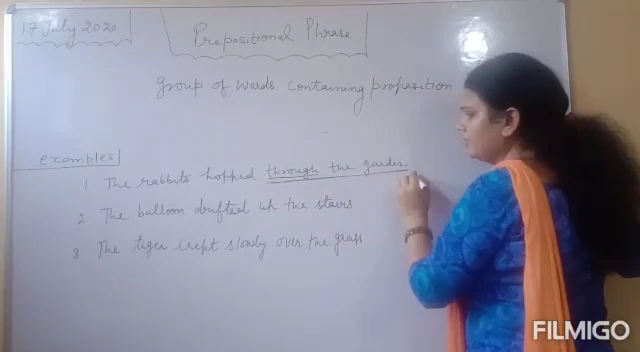 17 July 2020
Prepositional Phrase
group of words containing preposition
examples
1 The rabbits hopped through the garden.
2 The balloon drifted up the stairs
3 The tiger crept slowly over the grass
FILMIGO